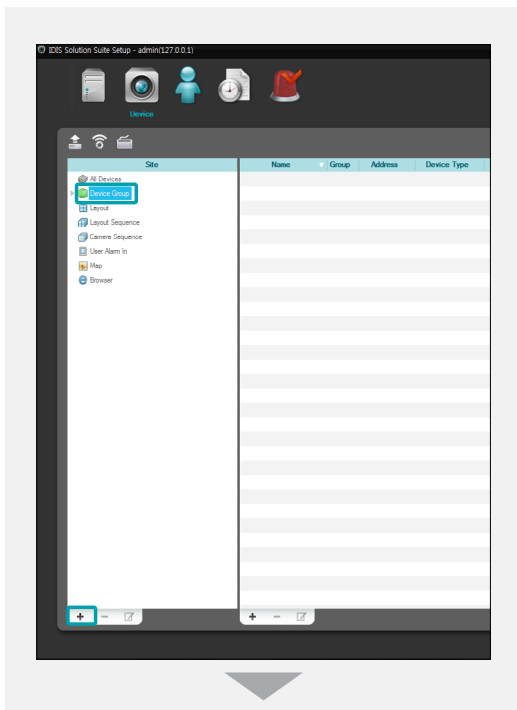 IDIS Solution Suite Setup - admin(127.0.0.1)
Device
Site
Name Group Address Device Type
All Devices
Device Group
Layout
Layout Sequence
Camera Sequence
User Alarm In
Map
Browser